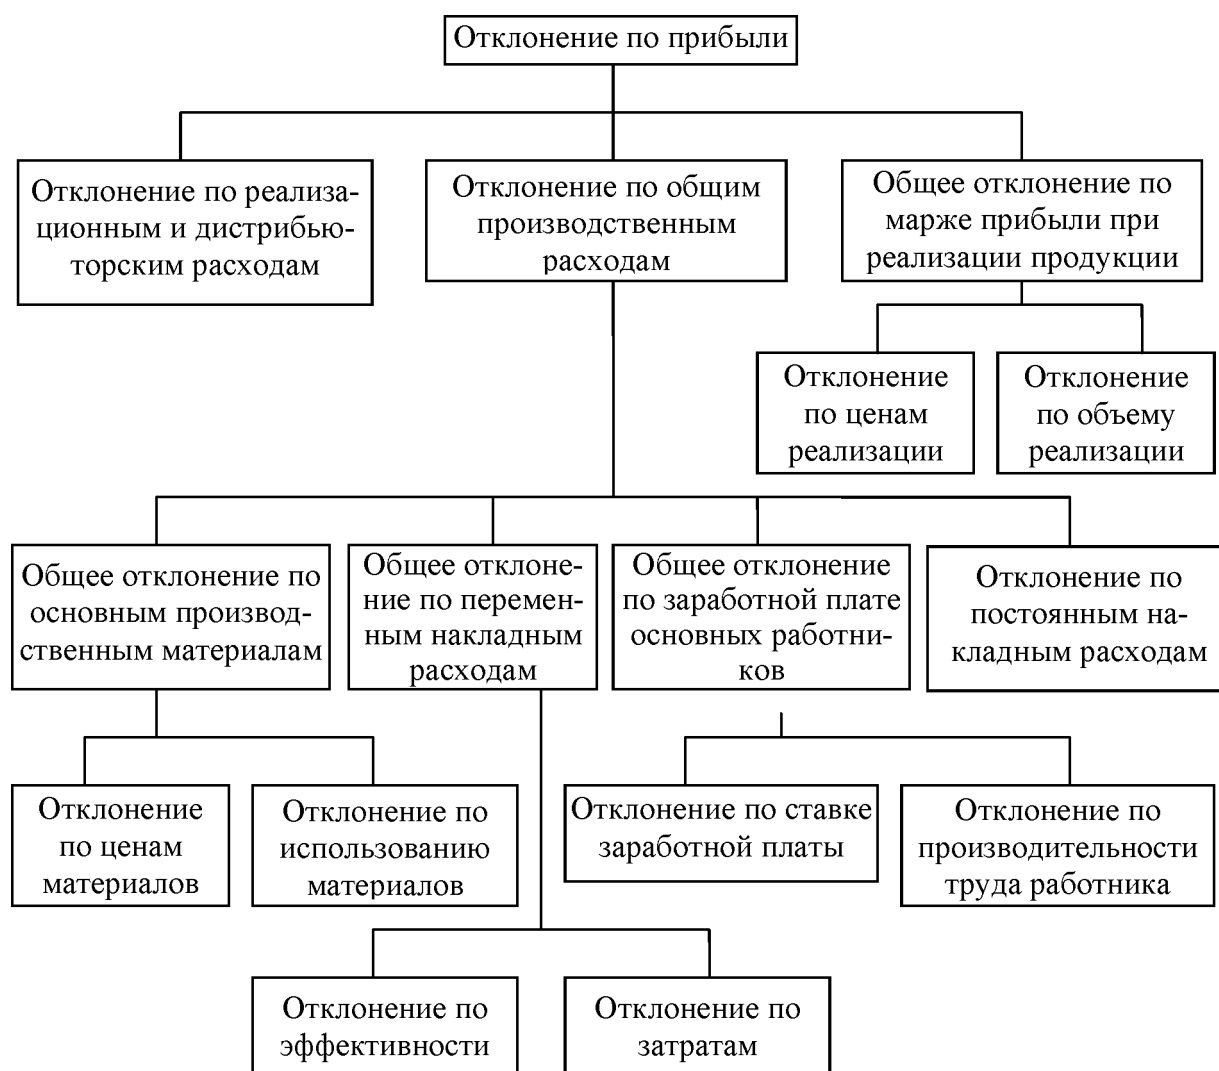 Отклонение по прибыли
Отклонение по реализа-
ционным и дистрибью-
торским расходам
Отклонение по общим
производственным
расходам
Общее отклонение по
марже прибыли при
реализации продукции
Отклонение
по ценам
реализации
Отклонение
по объему
реализации
Общее отклонение по
основным производ-
ственным материалам
Общее отклоне-
ние по перемен-
ным накладным
расходам
Общее отклонение
по заработной плате
основных работни-
ков
Отклонение по
постоянным на-
кладным расходам
Отклонение
по ценам
материалов
Отклонение по
использованию
материалов
Отклонение по ставке
заработной платы
Отклонение по
производительности
труда работника
Отклонение по
эффективности
Отклонение по
затратам